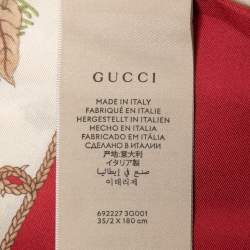 GUCCI
MADE IN ITALY
FABRIQUÉ EN ITALIE
HERGESTELLT IN ITALIEN
HECHO EN ITALIA
FABRICADO EM ITÁLIA
СДЕЛАНО В ИТАЛИИ
产地:意大利
イタリア製
صنع في إيطاليا
이태리제
692227 3G001
35/2 X 180 cm